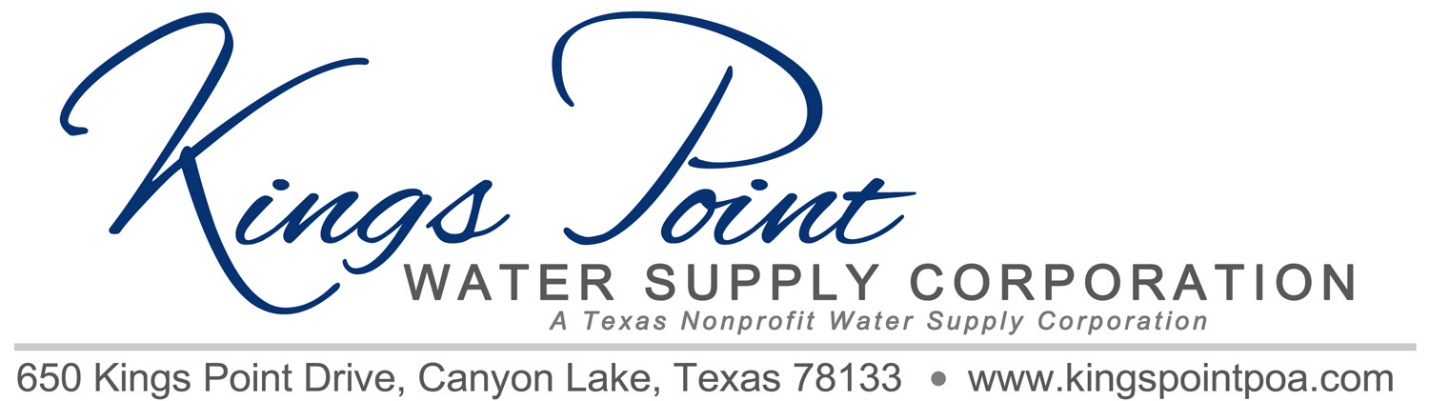 Kings Point
WATER SUPPLY CORPORATION
A Texas Nonprofit Water Supply Corporation
650 Kings Point Drive, Canyon Lake, Texas 78133 • www.kingspointpoa.com